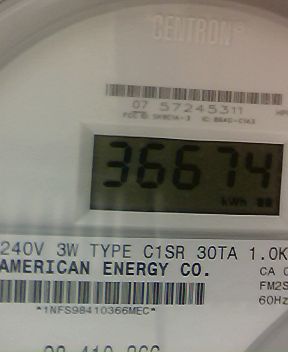 CENTRON®
07 57245311
36674
kWh
240V 3W TYPE C1SR 30TA 1.0K
AMERICAN ENERGY CO.
CA
FM2S
60Hz
*1NFS98410366MEC*